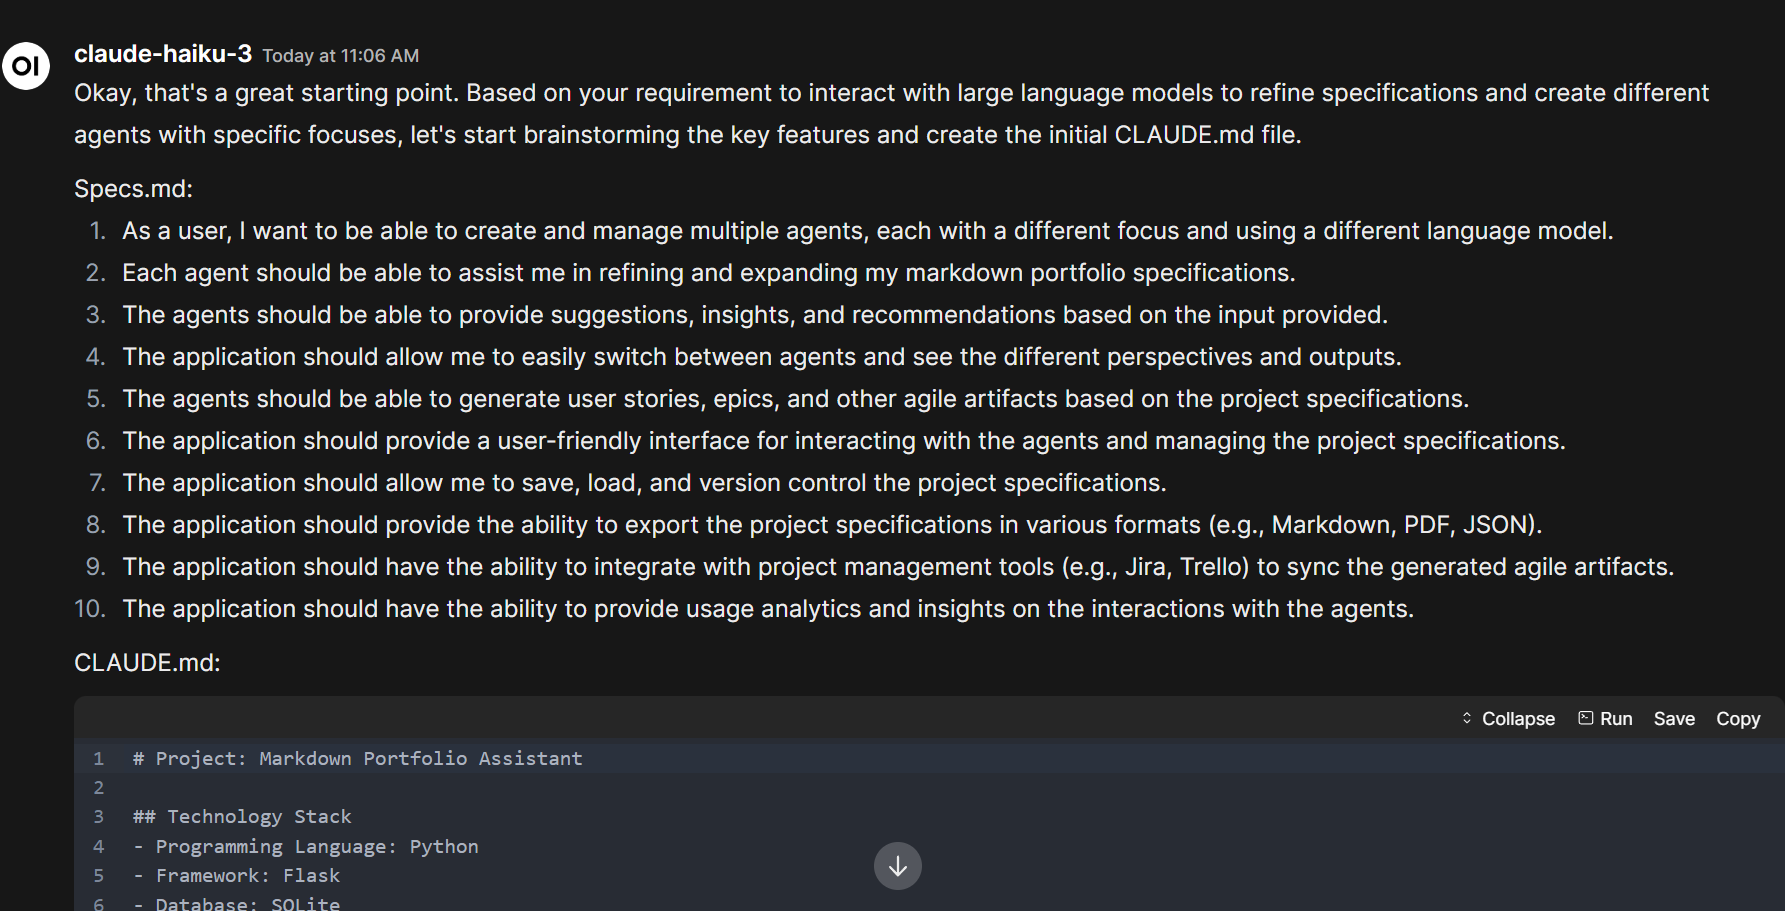 OI
claude-haiku-3 Today at 11:06 AM
Okay, that's a great starting point. Based on your requirement to interact with large language models to refine specifications and create different
agents with specific focuses, let's start brainstorming the key features and create the initial CLAUDE.md file.
Specs.md:
1. As a user, I want to be able to create and manage multiple agents, each with a different focus and using a different language model.
2. Each agent should be able to assist me in refining and expanding my markdown portfolio specifications.
3. The agents should be able to provide suggestions, insights, and recommendations based on the input provided.
4. The application should allow me to easily switch between agents and see the different perspectives and outputs.
5. The agents should be able to generate user stories, epics, and other agile artifacts based on the project specifications.
6. The application should provide a user-friendly interface for interacting with the agents and managing the project specifications.
7. The application should allow me to save, load, and version control the project specifications.
8. The application should provide the ability to export the project specifications in various formats (e.g., Markdown, PDF, JSON).
9. The application should have the ability to integrate with project management tools (e.g., Jira, Trello) to sync the generated agile artifacts.
10. The application should have the ability to provide usage analytics and insights on the interactions with the agents.
CLAUDE.md:
Collapse Run Save Copy
1 # Project: Markdown Portfolio Assistant
2
3 ## Technology Stack
4 - Programming Language: Python
5 - Framework: Flask
6 - Database: SQLite